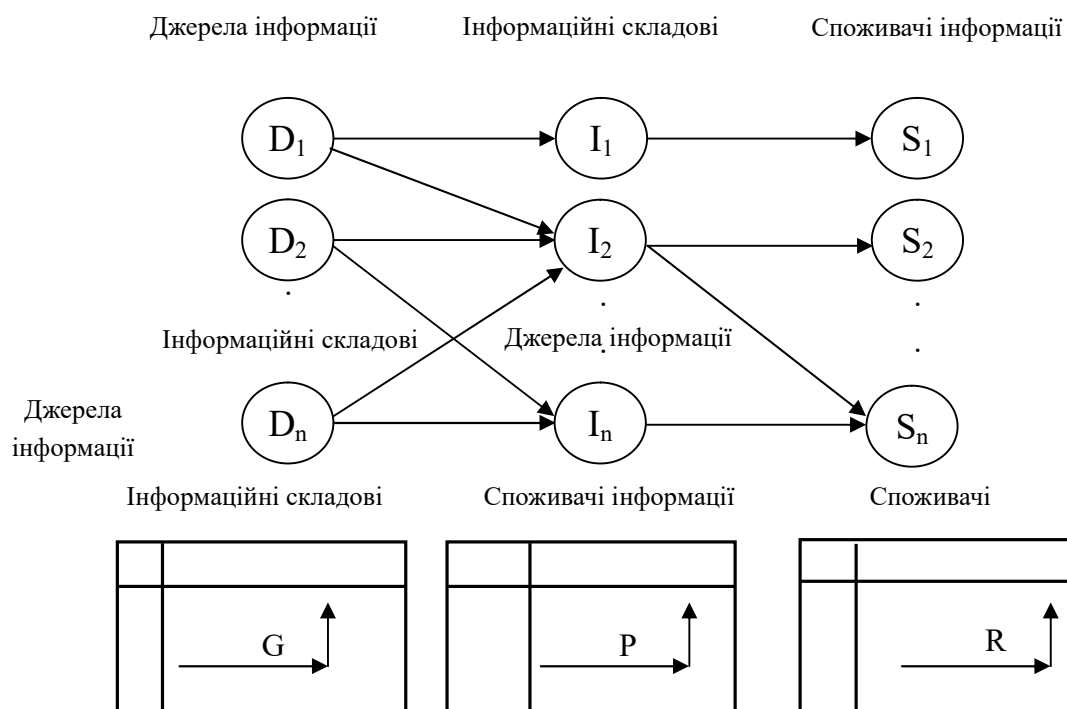 Джерела інформації Інформаційні складові Споживачі інформації
D₁ I₁ S₁
D₂ I₂ S₂
Інформаційні складові Джерела інформації
Джерела
інформації
Dₙ Iₙ Sₙ
Інформаційні складові Споживачі інформації Споживачі
G P R